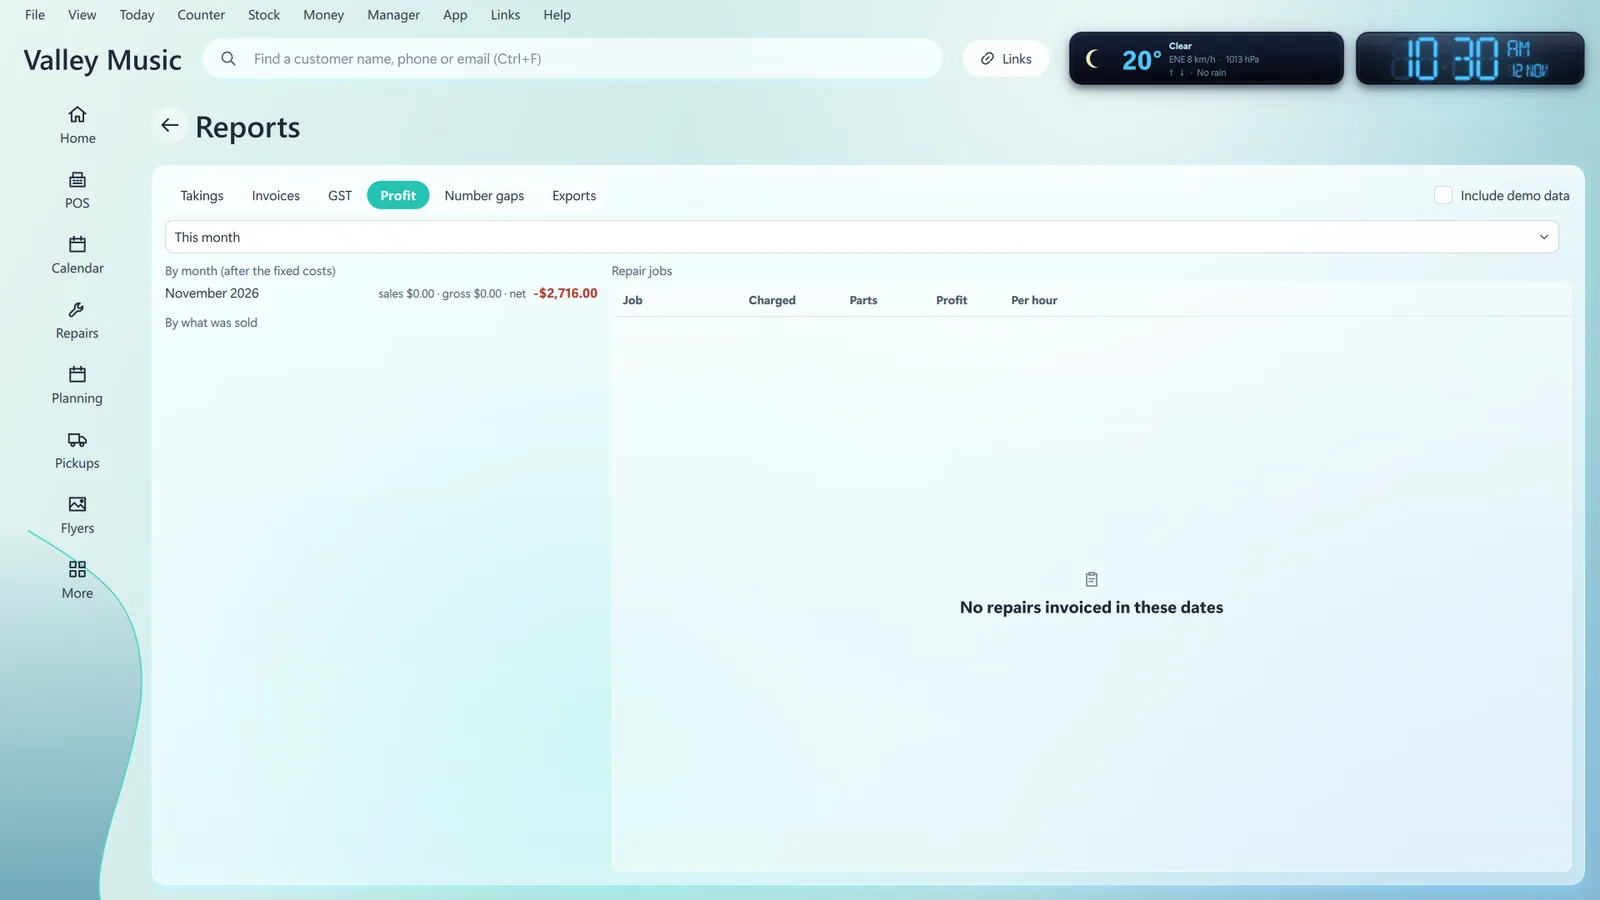 File View Today Counter Stock Money Manager App Links Help
Valley Music
Find a customer name, phone or email (Ctrl+F)
Links
20°
Clear
ENE 8 km/h · 1013 hPa
↑ ↓ · No rain
10:30 AM
12 NOV
Home
POS
Calendar
Repairs
Planning
Pickups
Flyers
More
Reports
Takings Invoices GST Profit Number gaps Exports
Include demo data
This month
By month (after the fixed costs)
November 2026 sales $0.00 · gross $0.00 · net -$2,716.00
By what was sold
Repair jobs
Job Charged Parts Profit Per hour
No repairs invoiced in these dates